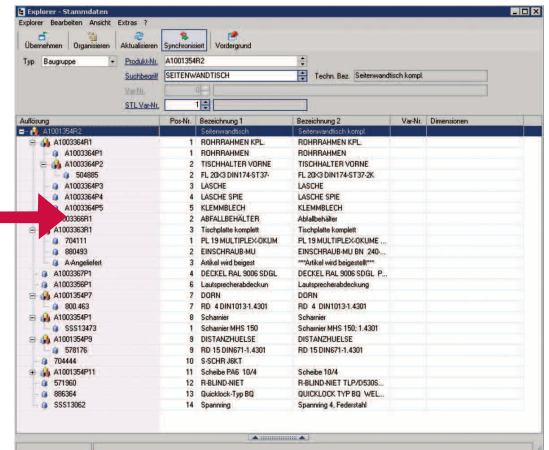 Explorer - Stammdaten
Explorer Bearbeiten Ansicht Extras ?
Übernehmen Organisieren Aktualisieren Synchronisiert Vordergrund
Typ Baugruppe Produkt-Nr. A1001354R2
Suchbegriff SEITENWANDTISCH Techn. Bez. Seitenwandtisch kompl.
Var-Nr. 0
STL Var-Nr. 1
Auflösung Pos-Nr. Bezeichnung 1 Bezeichnung 2 Var-Nr. Dimensionen
A1001354R2 Seitenwandtisch Seitenwandtisch kompl.
A1003364R1 1 ROHRRAHMEN KPL. ROHRRAHMEN KPL.
A1003364P1 1 ROHRRAHMEN ROHRRAHMEN
A1003364P2 2 TISCHHALTER VORNE TISCHHALTER VORNE
504885 2 FL 20X3 DIN174-ST37- FL 20X3 DIN174-ST37-2K
A1003364P3 3 LASCHE LASCHE
A1003364P4 4 LASCHE SPIE LASCHE SPIE
A1003364P5 5 KLEMMBLECH KLEMMBLECH
1003366R1 2 ABFALLBEHÄLTER Abfallbehälter
A1003363R1 3 Tischplatte komplett Tischplatte komplett
704111 1 PL 19 MULTIPLEX-OKUM PL 19 MULTIPLEX-OKUME ...
880493 2 EINSCHRAUB-MU EINSCHRAUB-MU BN 240-...
A-Angeliefert 3 Artikel wird beigest ***Artikel wird beigestellt***
A1003367P1 4 DECKEL RAL 9006 SDGL DECKEL RAL 9006 SDGL P...
A1003356P1 6 Lautsprecherabdeckun Lautsprecherabdeckung
A1001354P7 7 DORN DORN
800.463 7 RD 4 DIN1013-1.4301 RD 4 DIN1013-1.4301
A1003354P1 8 Scharnier Scharnier
SSS13473 1 Scharnier MHS 150 Scharnier MHS 150; 1.4301
A1001354P9 9 DISTANZHUELSE DISTANZHUELSE
578176 9 RD 15 DIN671-1.4301 RD 15 DIN671-1.4301
704444 10 S-SCHR.J6KT
A1001354P11 11 Scheibe PA6 10/4 Scheibe 10/4
571960 12 R-BLIND-NIET R-BLIND-NIET TLP/D530S...
886364 13 Quicklock-Typ BQ QUICKLOCK TYP BQ WEL...
SSS13062 14 Spannring Spannring 4, Federstahl